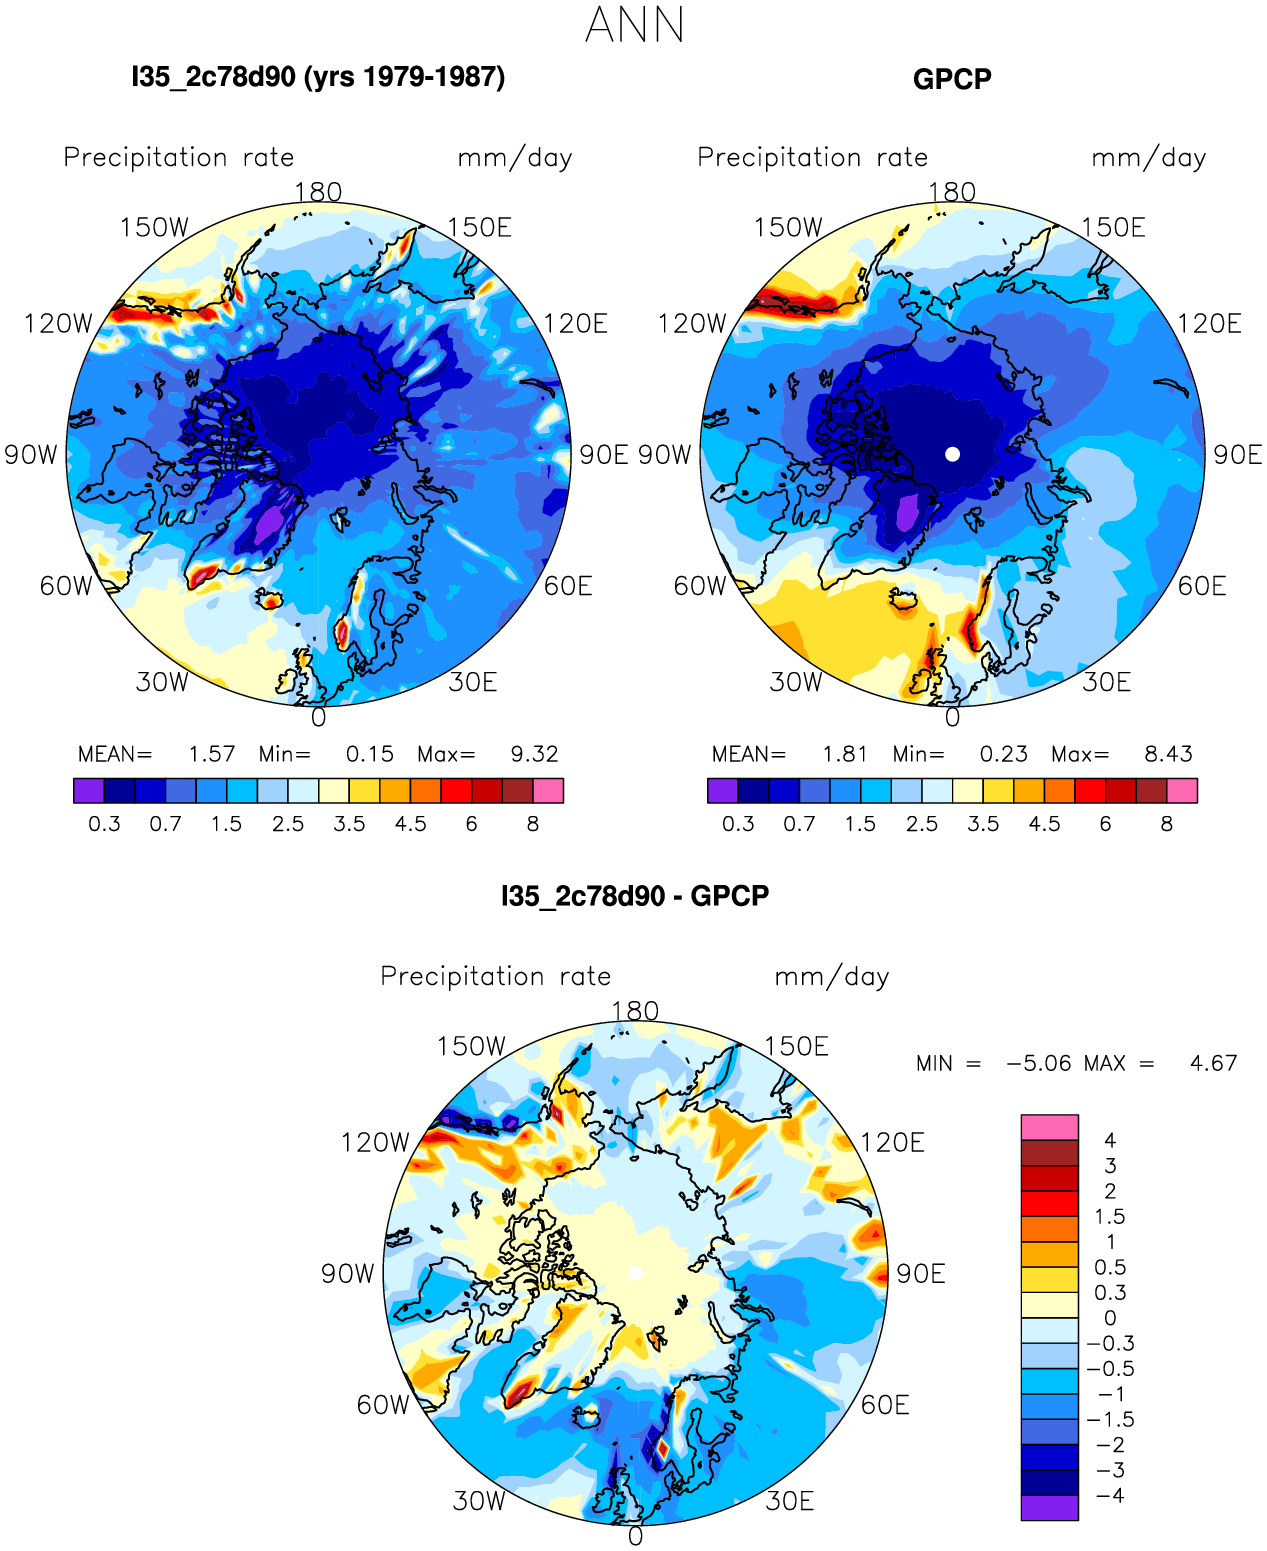 ANN
I35_2c78d90 (yrs 1979-1987)
GPCP
Precipitation rate mm/day
Precipitation rate mm/day
180
150W 150E
120W 120E
90W 90E
60W 60E
30W 30E
0
180
150W 150E
120W 120E
90W 90E
60W 60E
30W 30E
0
MEAN= 1.57 Min= 0.15 Max= 9.32
0.3 0.7 1.5 2.5 3.5 4.5 6 8
MEAN= 1.81 Min= 0.23 Max= 8.43
0.3 0.7 1.5 2.5 3.5 4.5 6 8
I35_2c78d90 - GPCP
Precipitation rate mm/day
180
150W 150E
120W 120E
90W 90E
60W 60E
30W 30E
0
MIN = -5.06 MAX = 4.67
4
3
2
1.5
1
0.5
0.3
0
-0.3
-0.5
-1
-1.5
-2
-3
-4